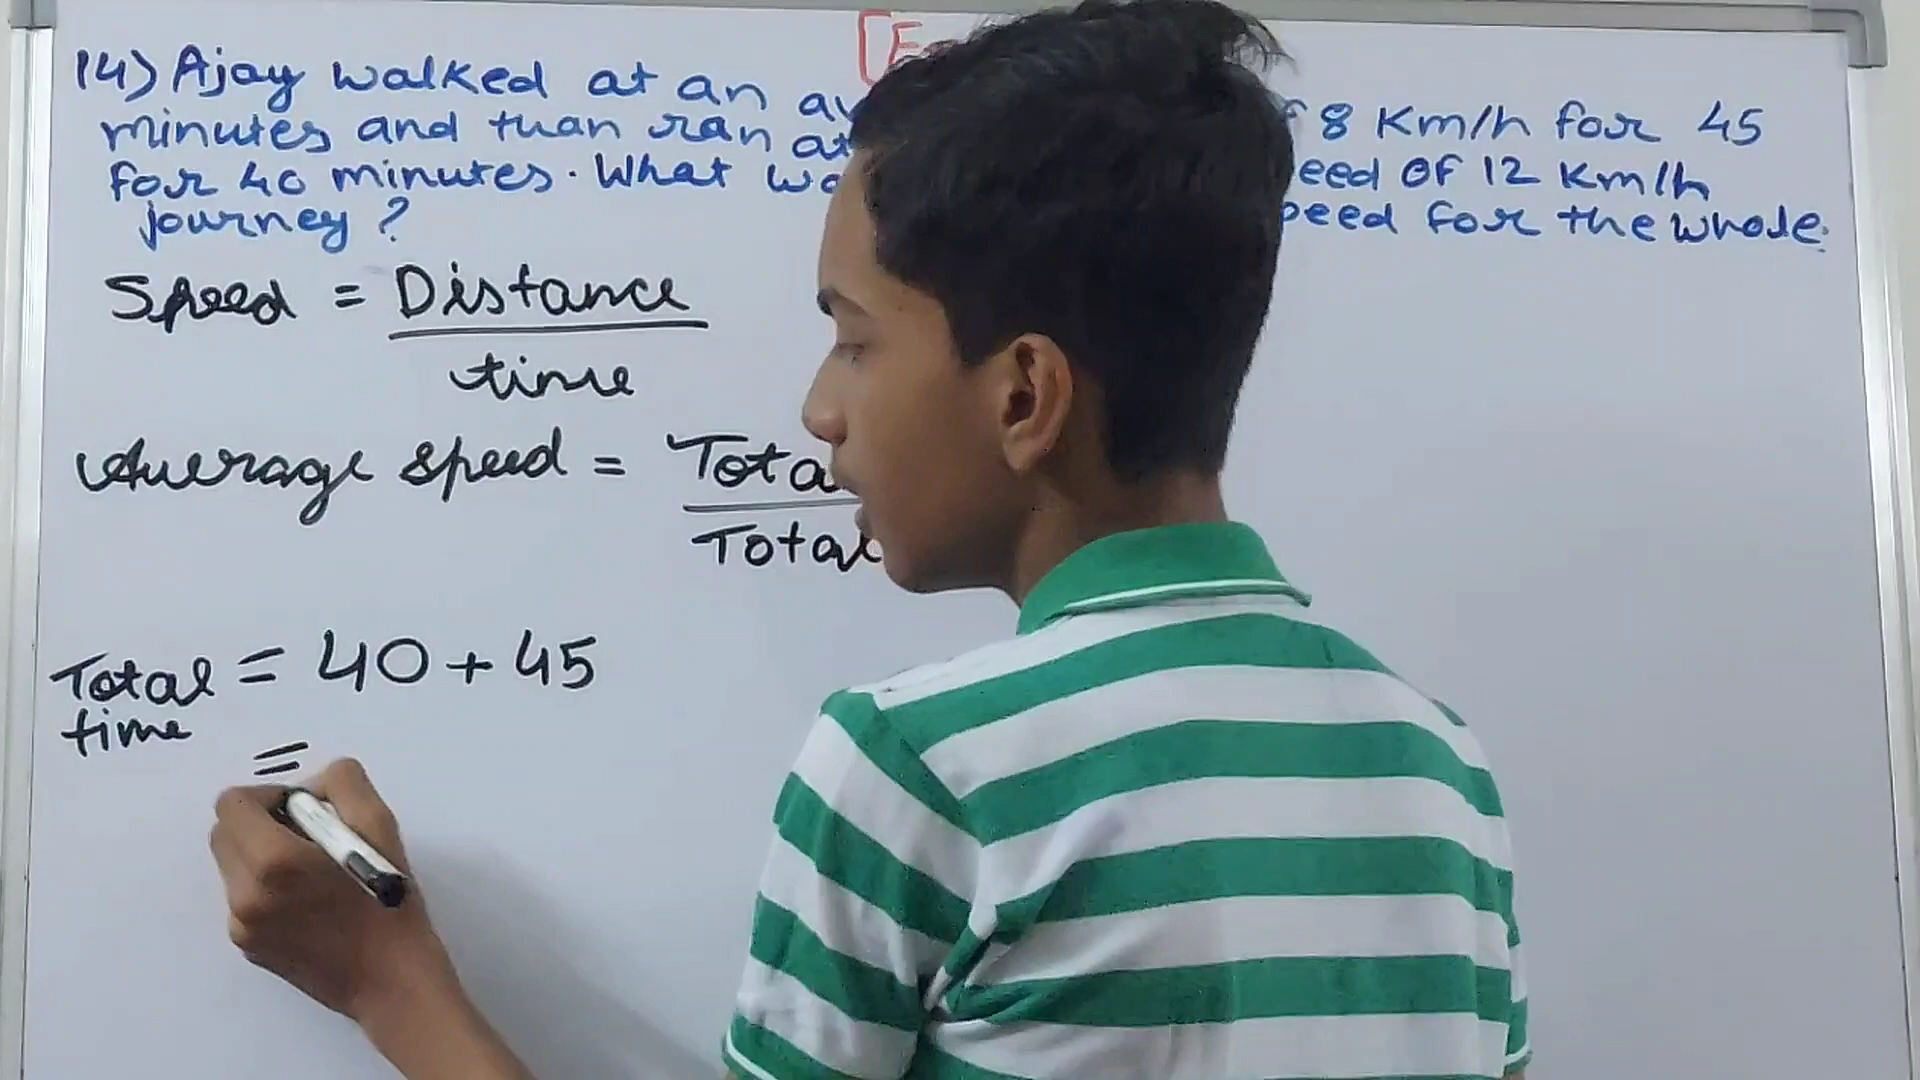 [E
14) Ajay walked at an av 8 Km/h for 45
minutes and than ran at eed OF 12 Km/h
for 40 minutes. What wa peed for the whole
journey ?
Speed = Distance
time
Average speed = Tota
Total
Total = 40 + 45
time
=